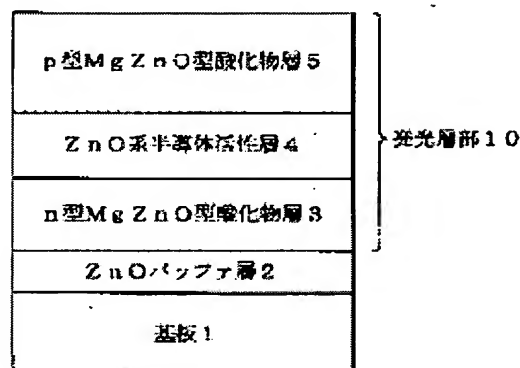 p型MgZnO型酸化物層5
ZnO系半導体活性層4
発光層部10
n型MgZnO型酸化物層3
ZnOバッファ層2
基板1